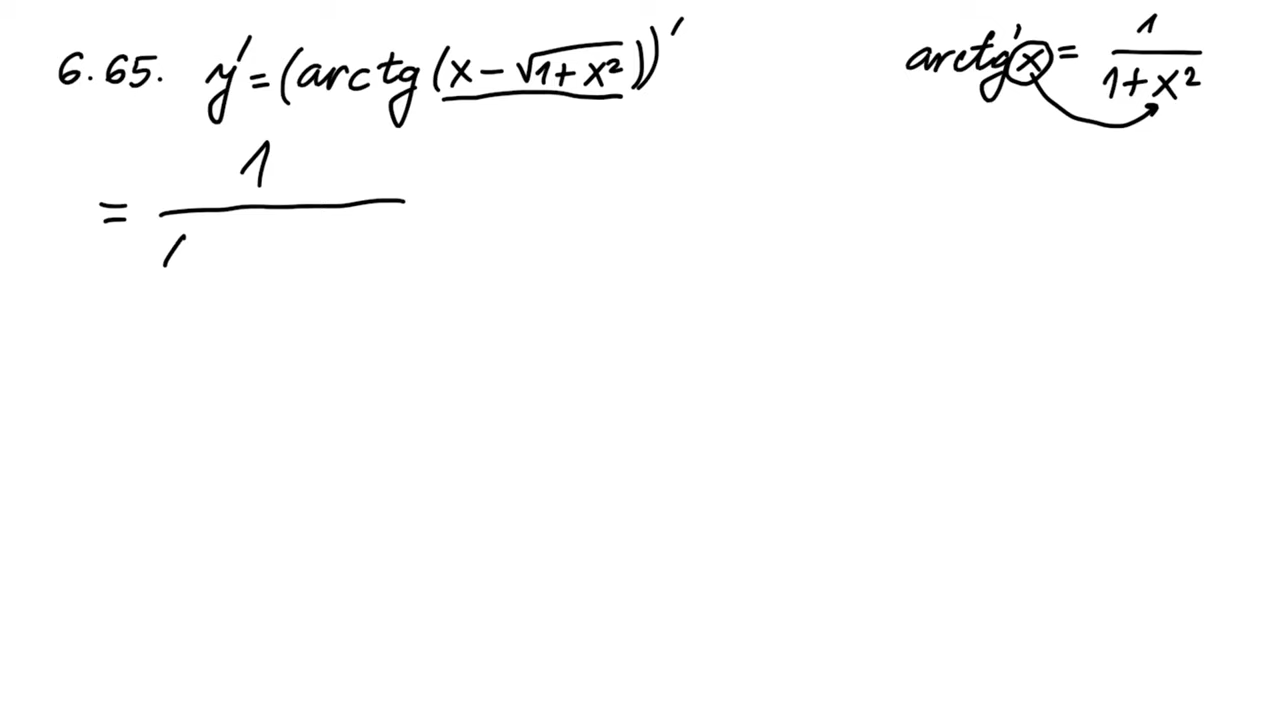 6.65. y' = (arctg (x − √1+x²))'
arctg' x = 1/(1+x²)
= 1/